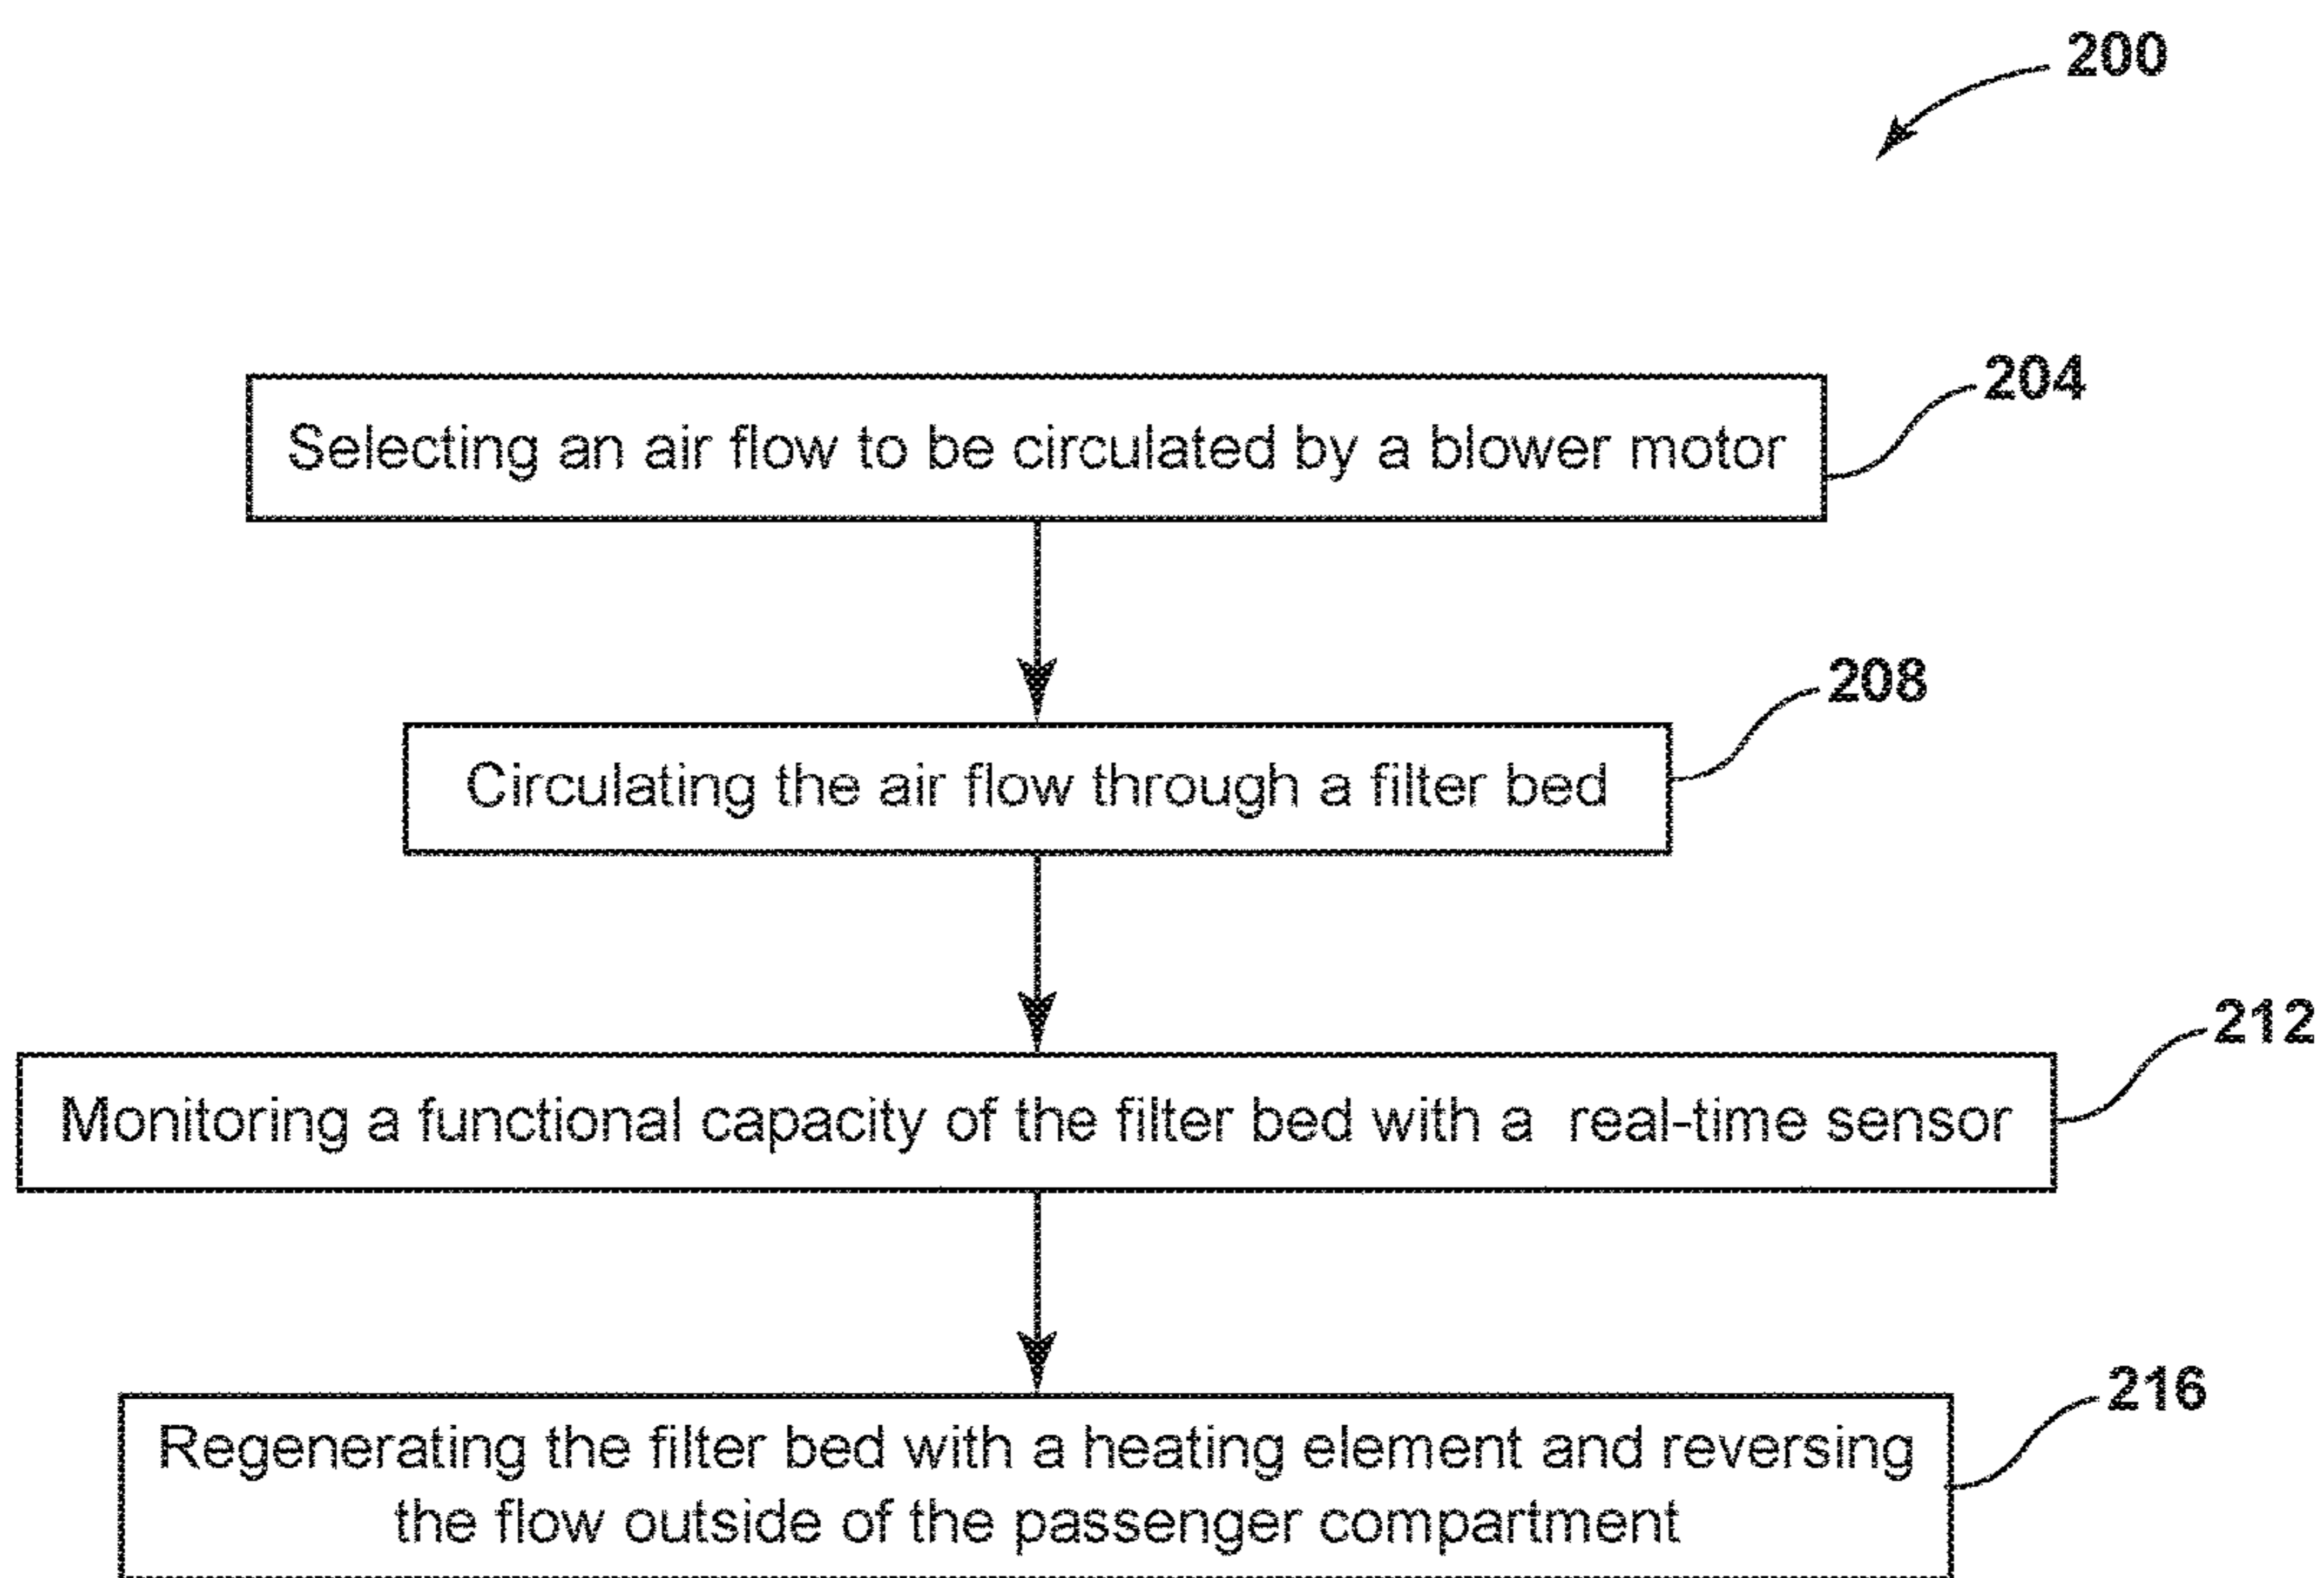 200
Selecting an air flow to be circulated by a blower motor
204
Circulating the air flow through a filter bed
208
Monitoring a functional capacity of the filter bed with a real-time sensor
212
Regenerating the filter bed with a heating element and reversing
the flow outside of the passenger compartment
216